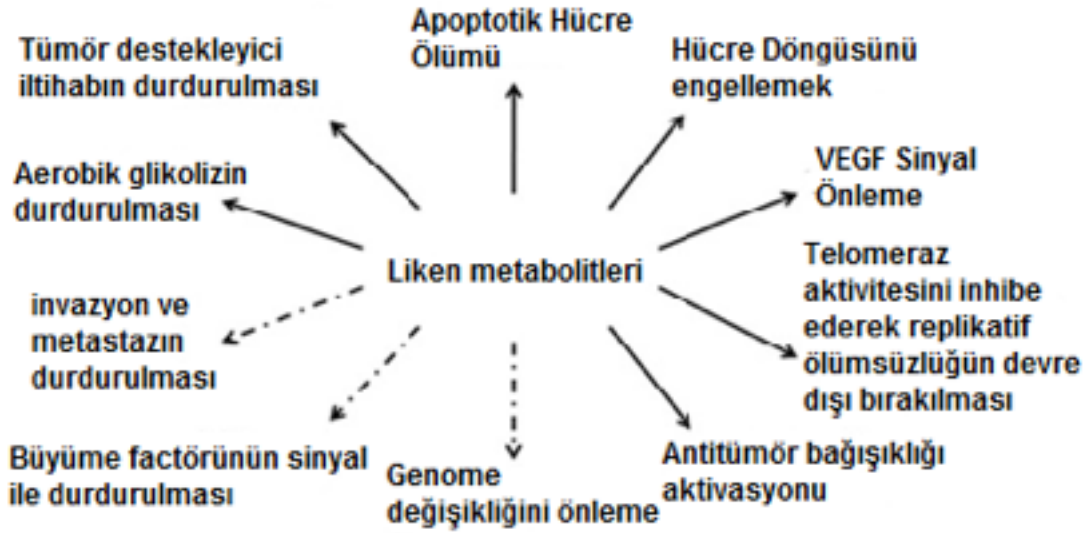 Apoptotik Hücre
Ölümü
Tümör destekleyici
iltihabın durdurulması
Hücre Döngüsünü
engellemek
Aerobik glikolizin
durdurulması
VEGF Sinyal
Önleme
Liken metabolitleri
Telomeraz
aktivitesini inhibe
ederek replikatif
ölümsüzlüğün devre
dışı bırakılması
invazyon ve
metastazın
durdurulması
Büyüme factörünün sinyal
ile durdurulması
Genome
değişikliğini önleme
Antitümör bağışıklığı
aktivasyonu